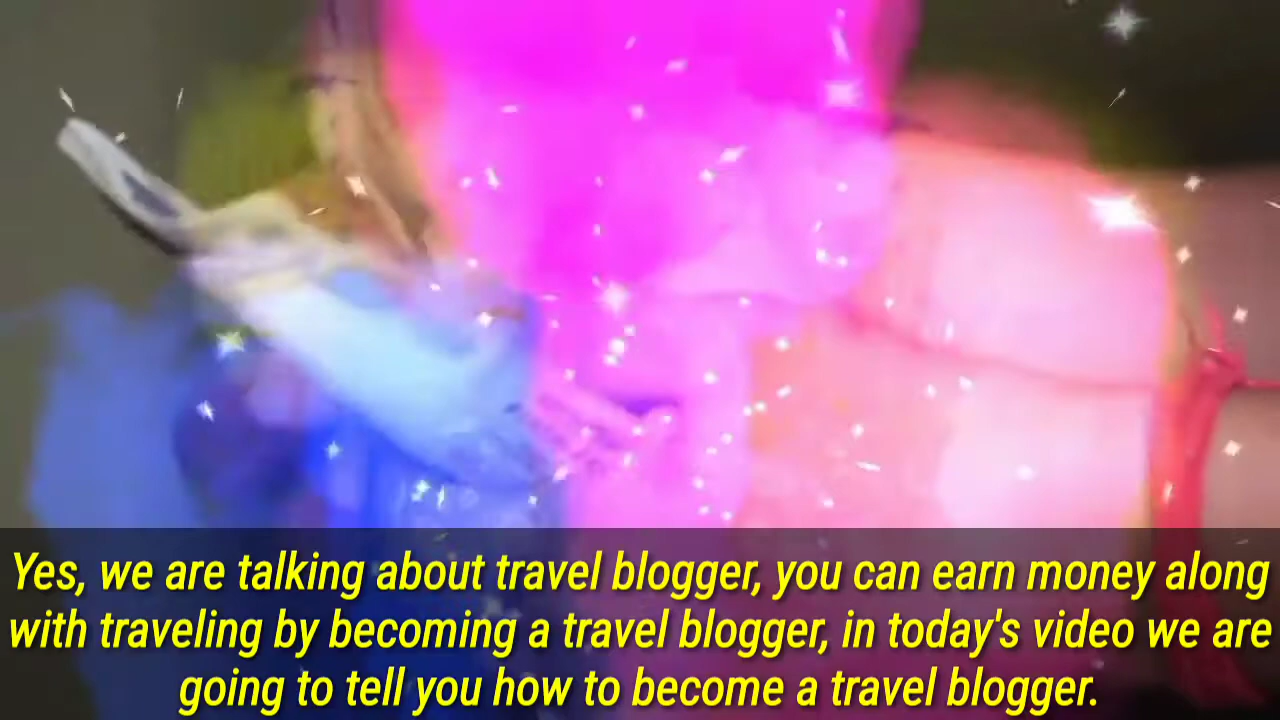 Yes, we are talking about travel blogger, you can earn money along
with traveling by becoming a travel blogger, in today's video we are
going to tell you how to become a travel blogger.